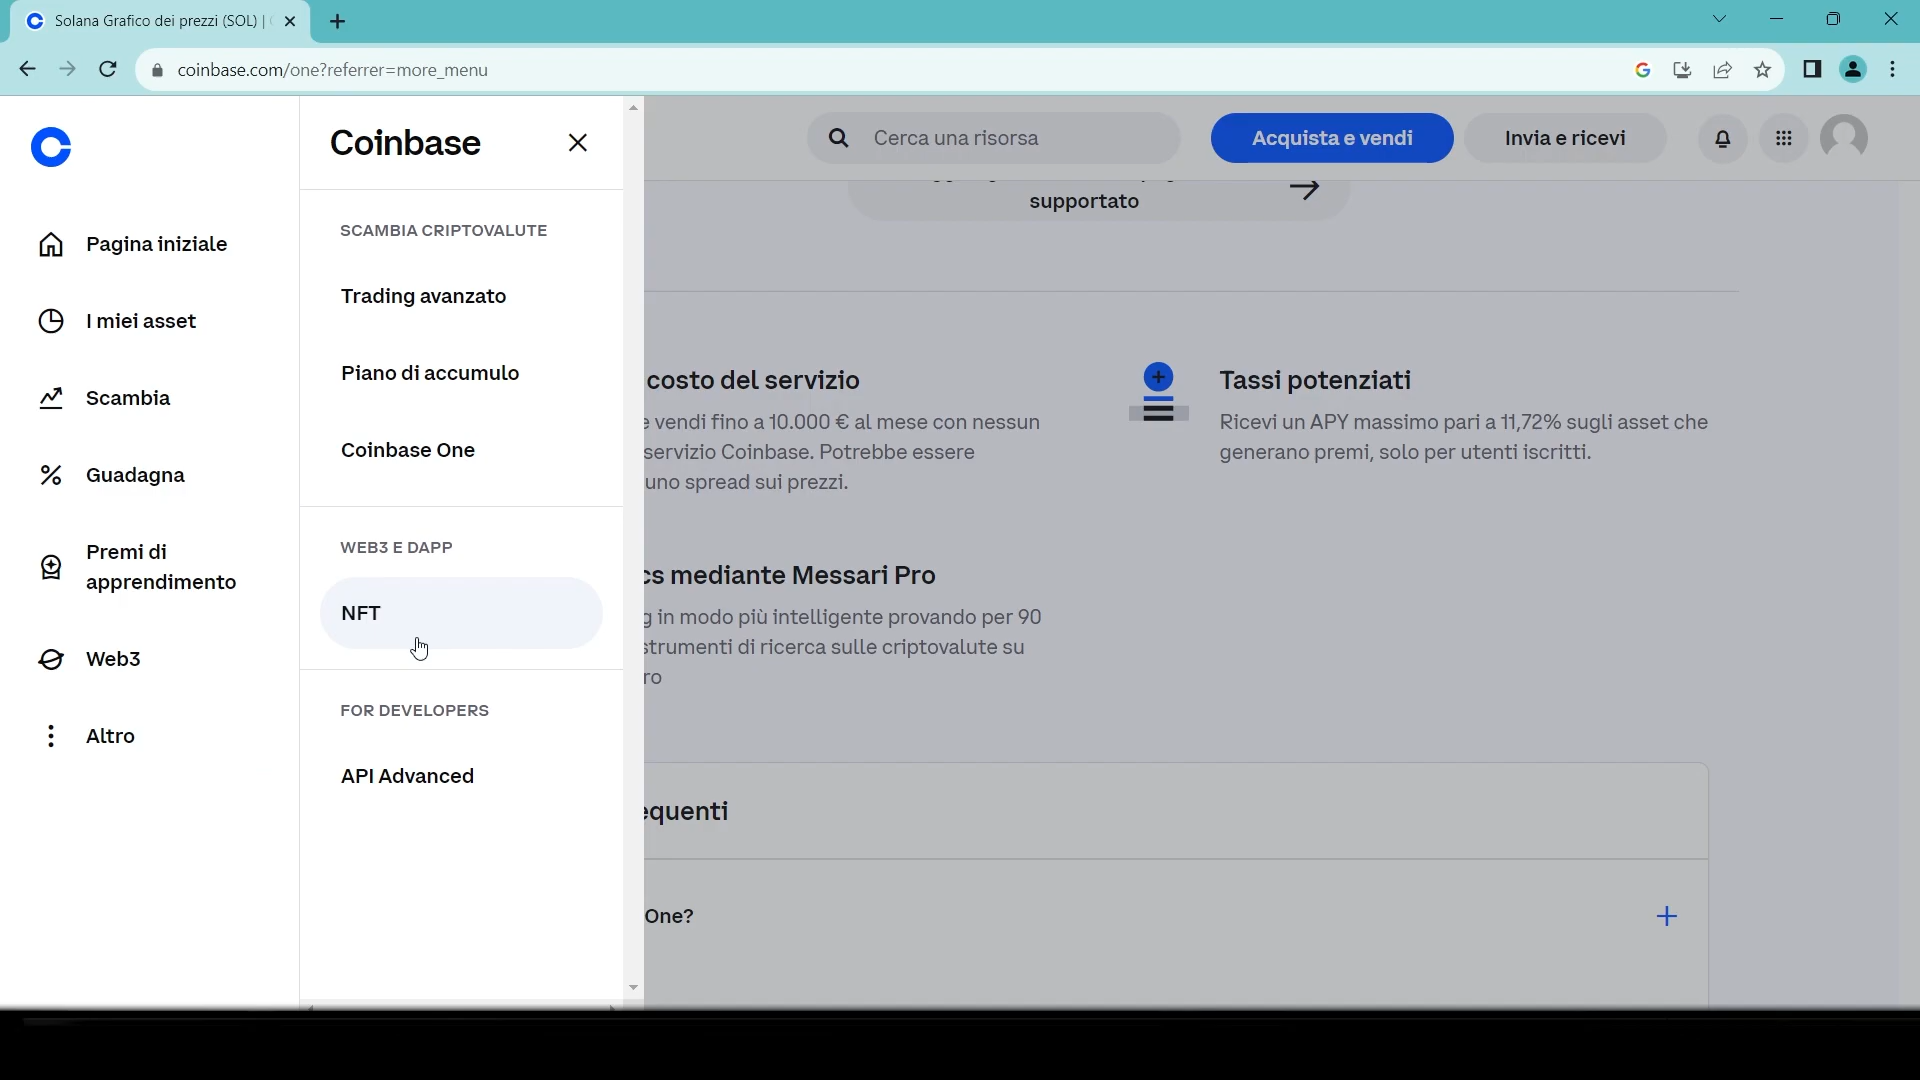 Solana Grafico dei prezzi (SOL) |
coinbase.com/one?referrer=more_menu
Coinbase
Cerca una risorsa
Acquista e vendi
Invia e ricevi
supportato
Pagina iniziale
I miei asset
Scambia
Guadagna
Premi di
apprendimento
Web3
Altro
SCAMBIA CRIPTOVALUTE
Trading avanzato
Piano di accumulo
Coinbase One
WEB3 E DAPP
NFT
FOR DEVELOPERS
API Advanced
costo del servizio
e vendi fino a 10.000 € al mese con nessun
servizio Coinbase. Potrebbe essere
uno spread sui prezzi.
Tassi potenziati
Ricevi un APY massimo pari a 11,72% sugli asset che
generano premi, solo per utenti iscritti.
cs mediante Messari Pro
g in modo più intelligente provando per 90
strumenti di ricerca sulle criptovalute su
ro
equenti
One?